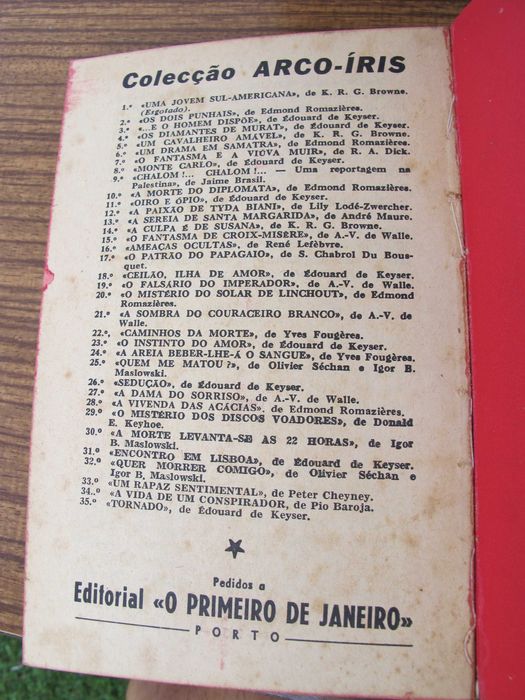 Colecção ARCO-ÍRIS
1.º «UMA JOVEM SUL-AMERICANA», de K. R. G. Browne.
(Esgotado).
2.º «OS DOIS PUNHAIS», de Edmond Romazières.
3.º «...E O HOMEM DISPÕE», de Édouard de Keyser.
4.º «OS DIAMANTES DE MURAT», de Édouard de Keyser.
5.º «UM CAVALHEIRO AMÁVEL», de K. R. G. Browne.
6.º «UM DRAMA EM SAMATRA», de Edmond Romazières.
7.º «O FANTASMA E A VIÚVA MUIR», de R. A. Dick.
8.º «MONTE CARLO», de Édouard de Keyser.
9.º «CHALOM!... CHALOM!... — Uma reportagem na
Palestina», de Jaime Brasil.
10.º «A MORTE DO DIPLOMATA», de Edmond Romazières.
11.º «OIRO E ÓPIO», de Édouard de Keyser.
12.º «A PAIXÃO DE TYDA BIANI», de Lily Lodé-Zwercher.
13.º «A SEREIA DE SANTA MARGARIDA», de André Maure.
14.º «A CULPA É DE SUSANA», de K. R. G. Browne.
15.º «O FANTASMA DE CROIX-MISÈRE», de A.-V. de Walle.
16.º «AMEAÇAS OCULTAS», de René Lefèbvre.
17.º «O PATRÃO DO PAPAGAIO», de S. Chabrol Du Bous-
quet.
18.º «CEILÃO, ILHA DE AMOR», de Édouard de Keyser.
19.º «O FALSÁRIO DO IMPERADOR», de A.-V. de Walle.
20.º «O MISTÉRIO DO SOLAR DE LINCHOUT», de Edmond
Romazières.
21.º «A SOMBRA DO COURACEIRO BRANCO», de A.-V. de
Walle.
22.º, «CAMINHOS DA MORTE», de Yves Fougères.
23.º «O INSTINTO DO AMOR», de Édouard de Keyser.
24.º «A AREIA BEBER-LHE-Á O SANGUE», de Yves Fougères.
25.º «QUEM ME MATOU?», de Olivier Séchan e Igor B.
Maslowski.
26.º «SEDUÇÃO», de Édouard de Keyser.
27.º «A DAMA DO SORRISO», de A.-V. de Walle.
28.º «A VIVENDA DAS ACÁCIAS». de Edmond Romazieres.
29.º «O MISTÉRIO DOS DISCOS VOADORES», de Donald
E. Keyhoe.
30.º «A MORTE LEVANTA-SE ÀS 22 HORAS», de Igor
B. Maslowski.
31.º «ENCONTRO EM LISBOA», de Édouard de Keyser.
32.º «QUER MORRER COMIGO», de Olivier Séchan e
Igor B. Maslowski.
33.º «UM RAPAZ SENTIMENTAL», de Peter Cheyney.
34..º «A VIDA DE UM CONSPIRADOR, de Pio Baroja.
35.º «TORNADO», de Édouard de Keyser.
Pedidos a
Editorial «O PRIMEIRO DE JANEIRO»
PORTO